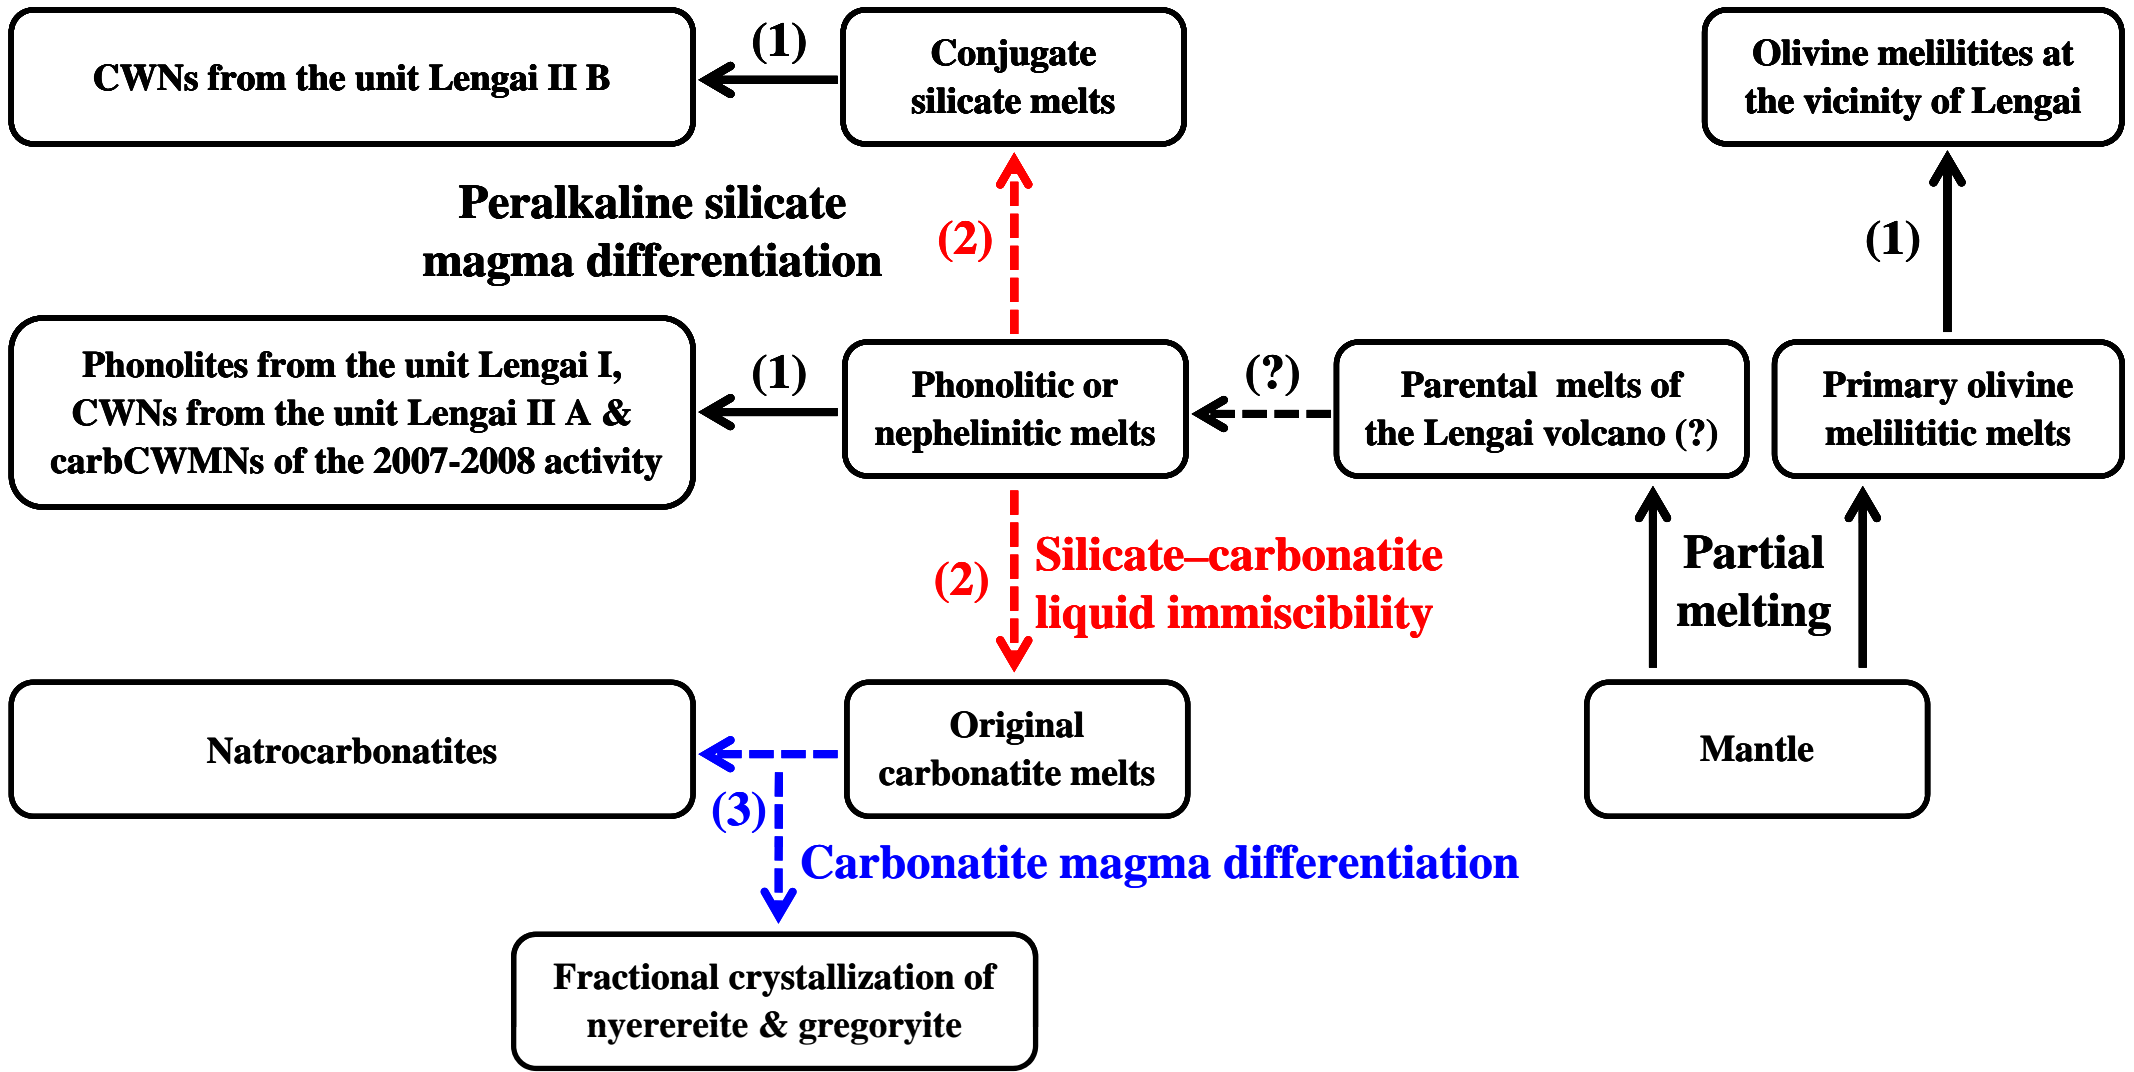 CWNs from the unit Lengai II B
(1)
Conjugate
silicate melts
Olivine melilitites at
the vicinity of Lengai
Peralkaline silicate
magma differentiation
(2)
(1)
Phonolites from the unit Lengai I,
CWNs from the unit Lengai II A &
carbCWMNs of the 2007-2008 activity
(1)
Phonolitic or
nephelinitic melts
(?)
Parental melts of
the Lengai volcano (?)
Primary olivine
melilititic melts
(2)
Silicate–carbonatite
liquid immiscibility
Partial
melting
Natrocarbonatites
(3)
Original
carbonatite melts
Mantle
Carbonatite magma differentiation
Fractional crystallization of
nyerereite & gregoryite